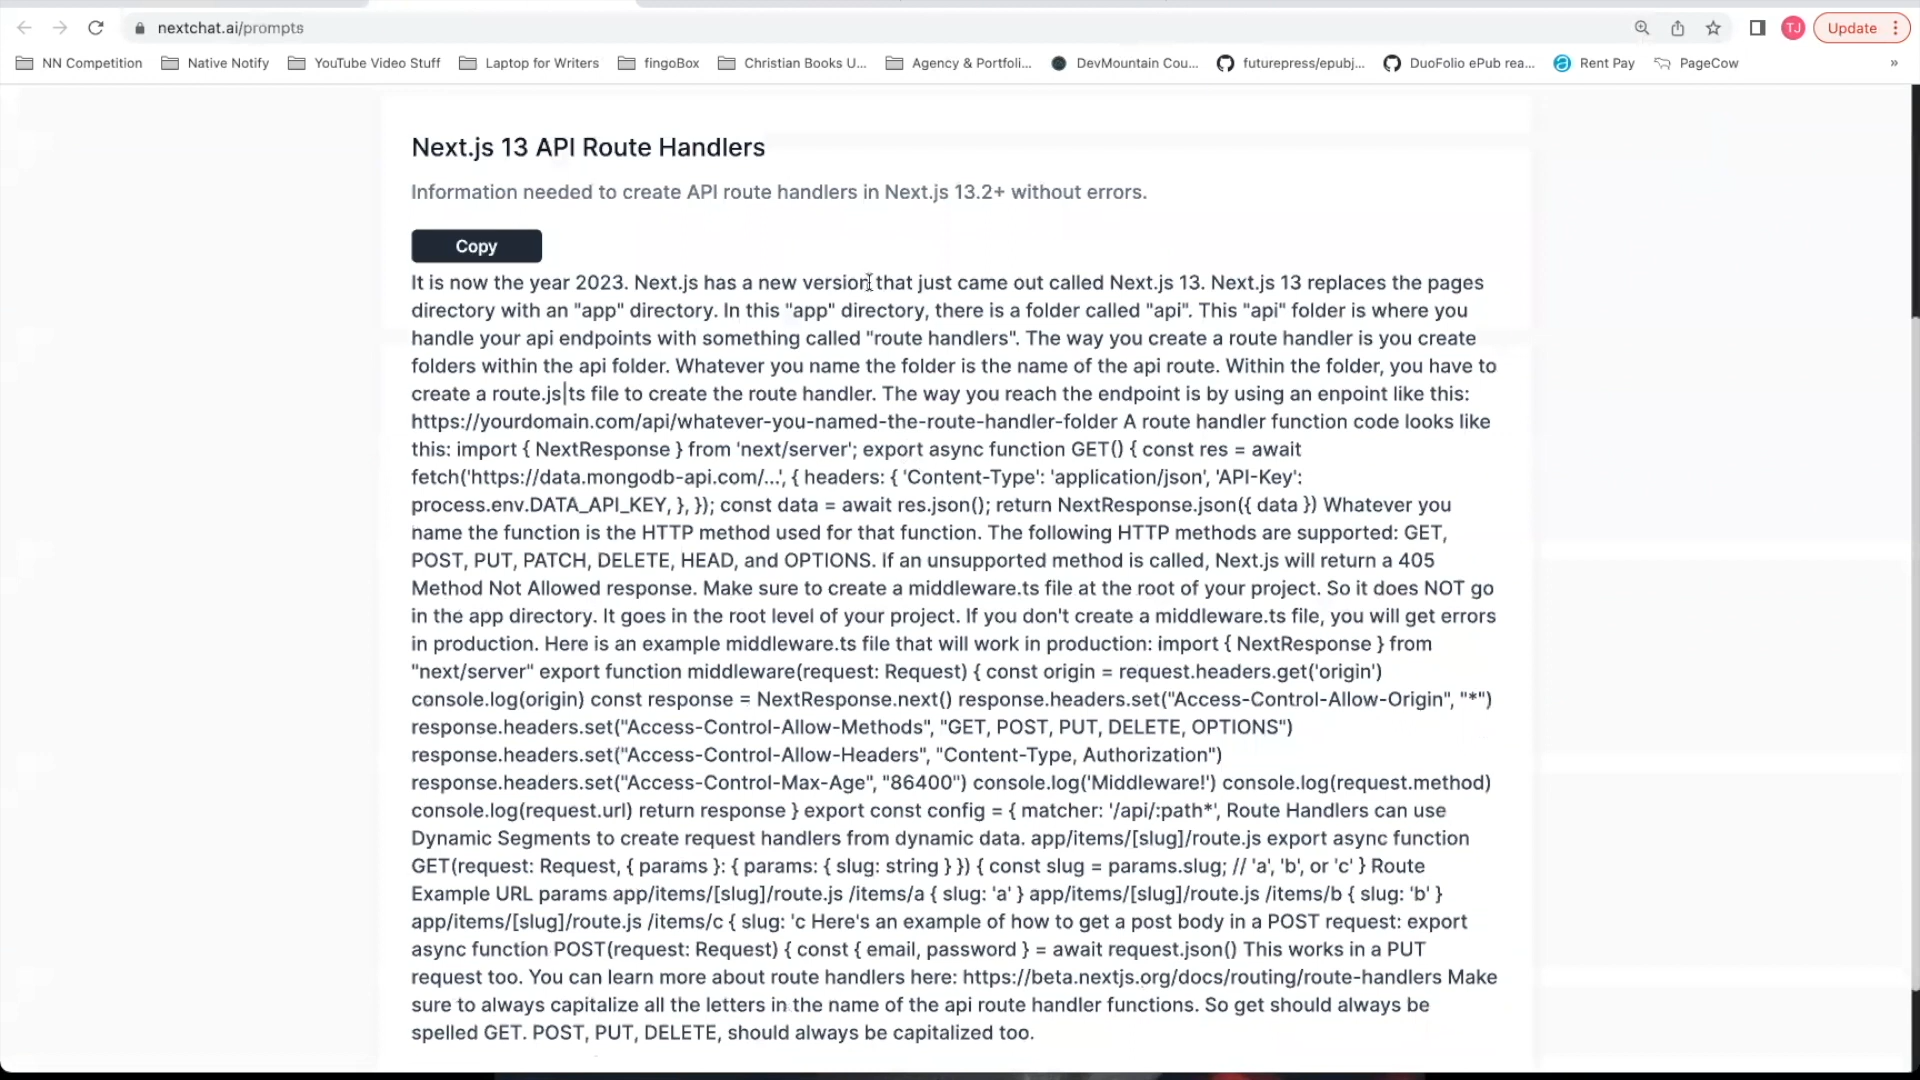 nextchat.ai/prompts
TJ
Update
NN Competition
Native Notify
YouTube Video Stuff
Laptop for Writers
fingoBox
Christian Books U...
Agency & Portfoli...
DevMountain Cou...
futurepress/epubj...
DuoFolio ePub rea...
Rent Pay
PageCow
»
Next.js 13 API Route Handlers
Information needed to create API route handlers in Next.js 13.2+ without errors.
Copy
It is now the year 2023. Next.js has a new version that just came out called Next.js 13. Next.js 13 replaces the pages
directory with an "app" directory. In this "app" directory, there is a folder called "api". This "api" folder is where you
handle your api endpoints with something called "route handlers". The way you create a route handler is you create
folders within the api folder. Whatever you name the folder is the name of the api route. Within the folder, you have to
create a route.js|ts file to create the route handler. The way you reach the endpoint is by using an enpoint like this:
https://yourdomain.com/api/whatever-you-named-the-route-handler-folder A route handler function code looks like
this: import { NextResponse } from 'next/server'; export async function GET() { const res = await
fetch('https://data.mongodb-api.com/...', { headers: { 'Content-Type': 'application/json', 'API-Key':
process.env.DATA_API_KEY, }, }); const data = await res.json(); return NextResponse.json({ data }) Whatever you
name the function is the HTTP method used for that function. The following HTTP methods are supported: GET,
POST, PUT, PATCH, DELETE, HEAD, and OPTIONS. If an unsupported method is called, Next.js will return a 405
Method Not Allowed response. Make sure to create a middleware.ts file at the root of your project. So it does NOT go
in the app directory. It goes in the root level of your project. If you don't create a middleware.ts file, you will get errors
in production. Here is an example middleware.ts file that will work in production: import { NextResponse } from
"next/server" export function middleware(request: Request) { const origin = request.headers.get('origin')
console.log(origin) const response = NextResponse.next() response.headers.set("Access-Control-Allow-Origin", "*")
response.headers.set("Access-Control-Allow-Methods", "GET, POST, PUT, DELETE, OPTIONS")
response.headers.set("Access-Control-Allow-Headers", "Content-Type, Authorization")
response.headers.set("Access-Control-Max-Age", "86400") console.log('Middleware!') console.log(request.method)
console.log(request.url) return response } export const config = { matcher: '/api/:path*', Route Handlers can use
Dynamic Segments to create request handlers from dynamic data. app/items/[slug]/route.js export async function
GET(request: Request, { params }: { params: { slug: string } }) { const slug = params.slug; // 'a', 'b', or 'c' } Route
Example URL params app/items/[slug]/route.js /items/a { slug: 'a' } app/items/[slug]/route.js /items/b { slug: 'b' }
app/items/[slug]/route.js /items/c { slug: 'c Here's an example of how to get a post body in a POST request: export
async function POST(request: Request) { const { email, password } = await request.json() This works in a PUT
request too. You can learn more about route handlers here: https://beta.nextjs.org/docs/routing/route-handlers Make
sure to always capitalize all the letters in the name of the api route handler functions. So get should always be
spelled GET. POST, PUT, DELETE, should always be capitalized too.